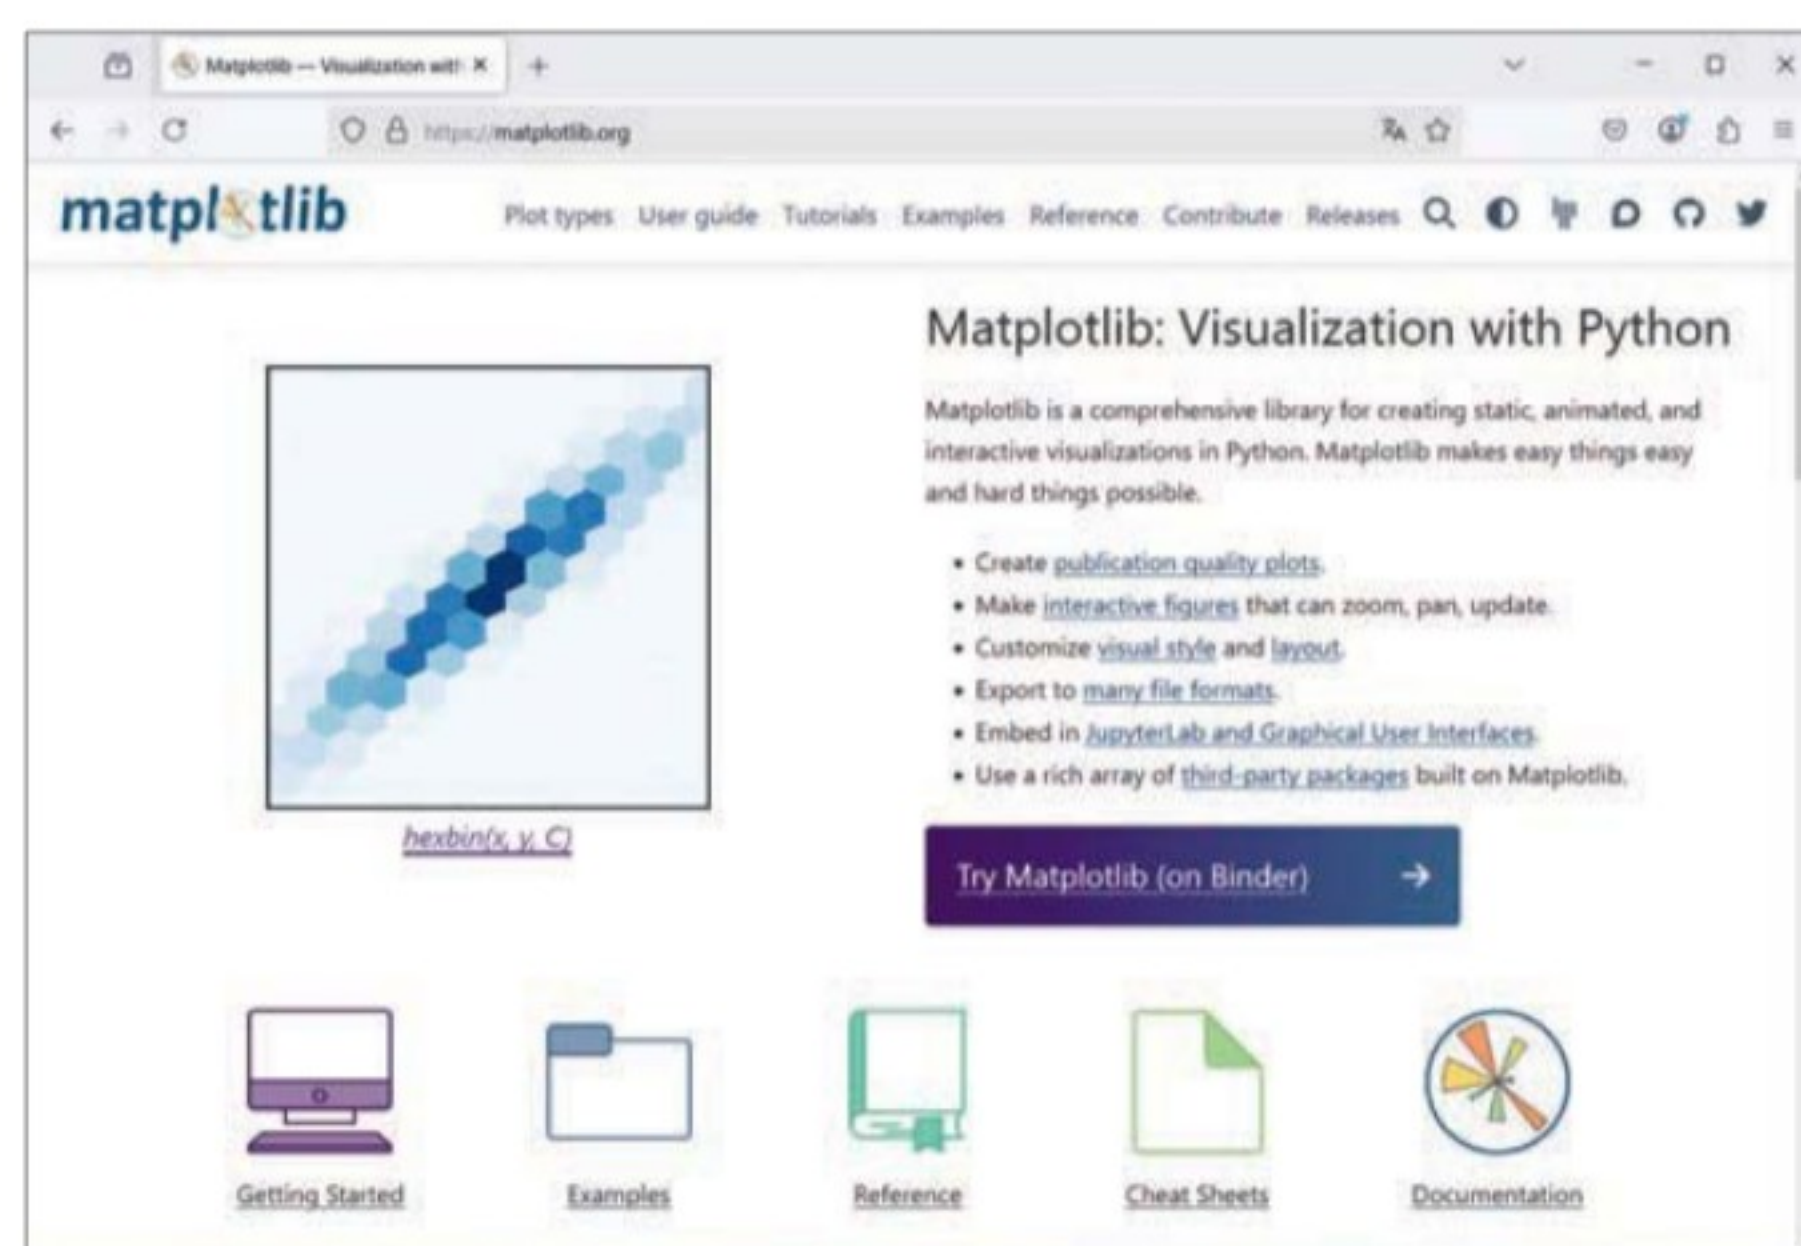 Matplotlib — Visualization with
https://matplotlib.org
matplotlib
Plot types User guide Tutorials Examples Reference Contribute Releases
Matplotlib: Visualization with Python
Matplotlib is a comprehensive library for creating static, animated, and
interactive visualizations in Python. Matplotlib makes easy things easy
and hard things possible.
• Create publication quality plots.
• Make interactive figures that can zoom, pan, update.
• Customize visual style and layout.
• Export to many file formats.
• Embed in JupyterLab and Graphical User Interfaces.
• Use a rich array of third-party packages built on Matplotlib.
hexbin(x, y, C)
Try Matplotlib (on Binder)
Getting Started Examples Reference Cheat Sheets Documentation